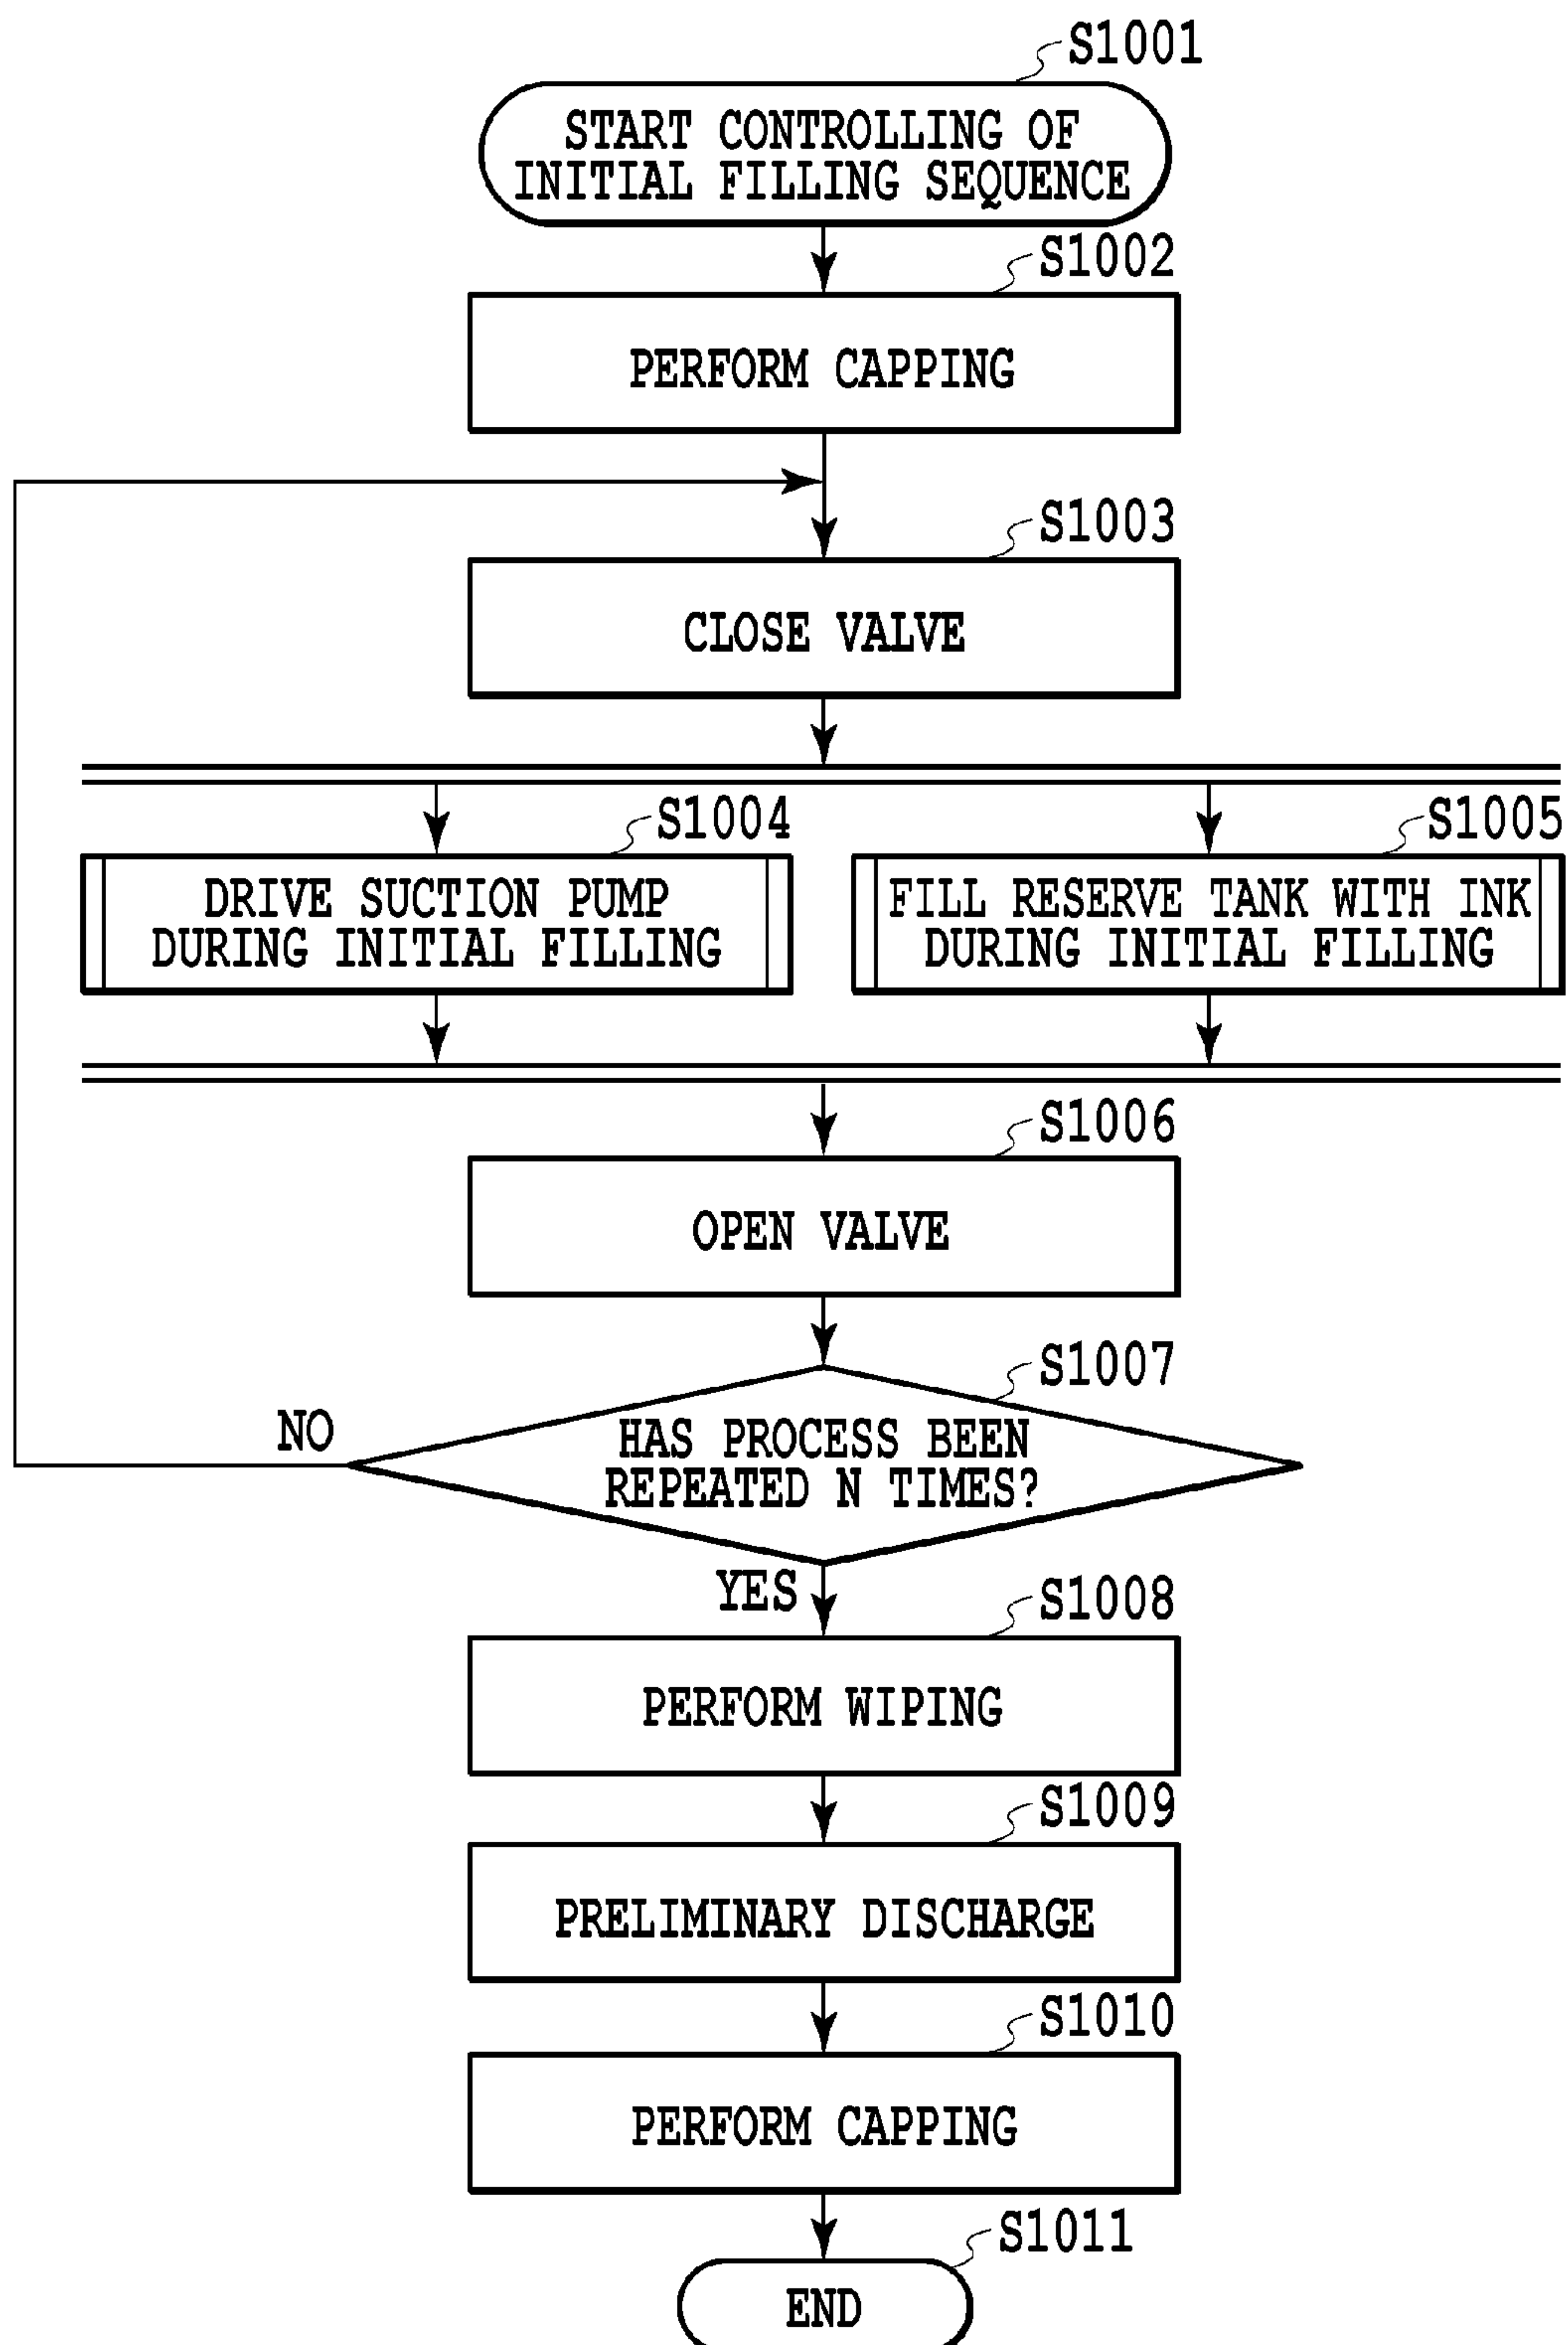 S1001
START CONTROLLING OF
INITIAL FILLING SEQUENCE
S1002
PERFORM CAPPING
S1003
CLOSE VALVE
S1004
DRIVE SUCTION PUMP
DURING INITIAL FILLING
S1005
FILL RESERVE TANK WITH INK
DURING INITIAL FILLING
S1006
OPEN VALVE
S1007
HAS PROCESS BEEN
REPEATED N TIMES?
NO
YES
S1008
PERFORM WIPING
S1009
PRELIMINARY DISCHARGE
S1010
PERFORM CAPPING
S1011
END